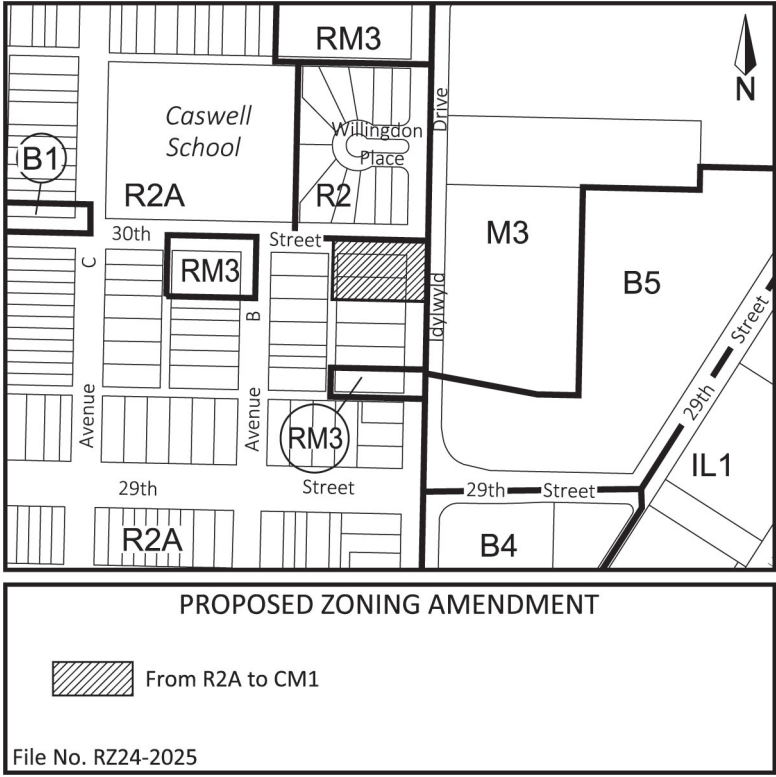 RM3
Caswell
School
Willingdon
Place
Drive
N
B1
R2A
R2
30th
Street
C
RM3
B
M3
B5
Idylwyld
Street
29th
Avenue
Avenue
RM3
IL1
29th
Street
29th
Street
R2A
B4
PROPOSED ZONING AMENDMENT
From R2A to CM1
File No. RZ24-2025